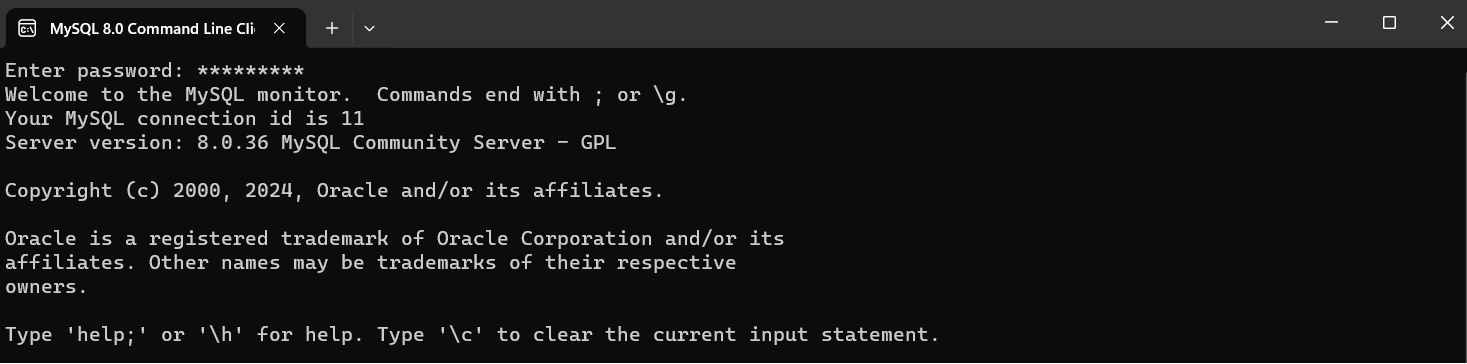 MySQL 8.0 Command Line Cli
Enter password: *********
Welcome to the MySQL monitor.  Commands end with ; or \g.
Your MySQL connection id is 11
Server version: 8.0.36 MySQL Community Server - GPL
Copyright (c) 2000, 2024, Oracle and/or its affiliates.
Oracle is a registered trademark of Oracle Corporation and/or its
affiliates. Other names may be trademarks of their respective
owners.
Type 'help;' or '\h' for help. Type '\c' to clear the current input statement.